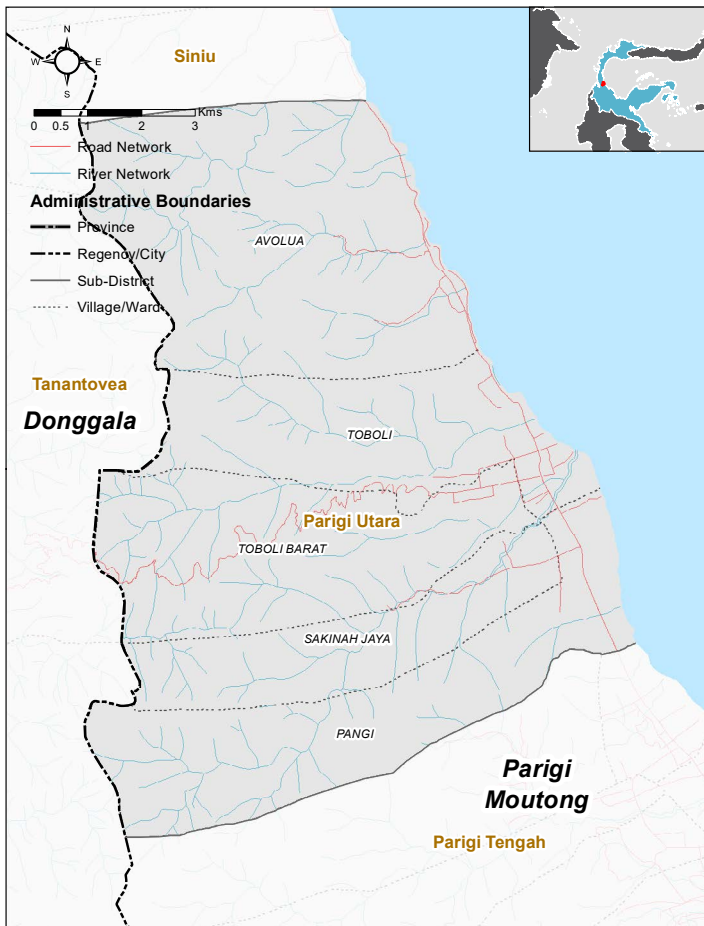 N
W E
S
Siniu
Kms
0 0.5 1 2 3
Road Network
River Network
Administrative Boundaries
Province
Regency/City
Sub-District
Village/Ward
AVOLUA
Tanantovea
Donggala
TOBOLI
Parigi Utara
TOBOLI BARAT
SAKINAH JAYA
PANGI
Parigi
Moutong
Parigi Tengah